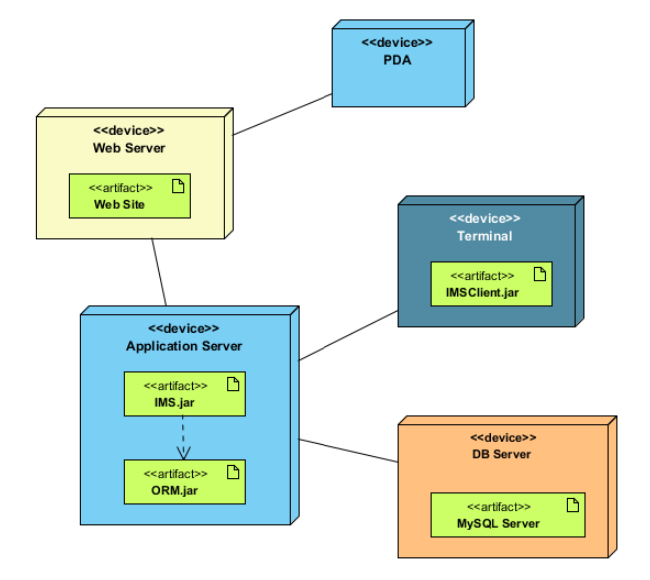 <<device>>
PDA
<<device>>
Web Server
<<artifact>>
Web Site
<<device>>
Terminal
<<artifact>>
IMSClient.jar
<<device>>
Application Server
<<artifact>>
IMS.jar
<<artifact>>
ORM.jar
<<device>>
DB Server
<<artifact>>
MySQL Server